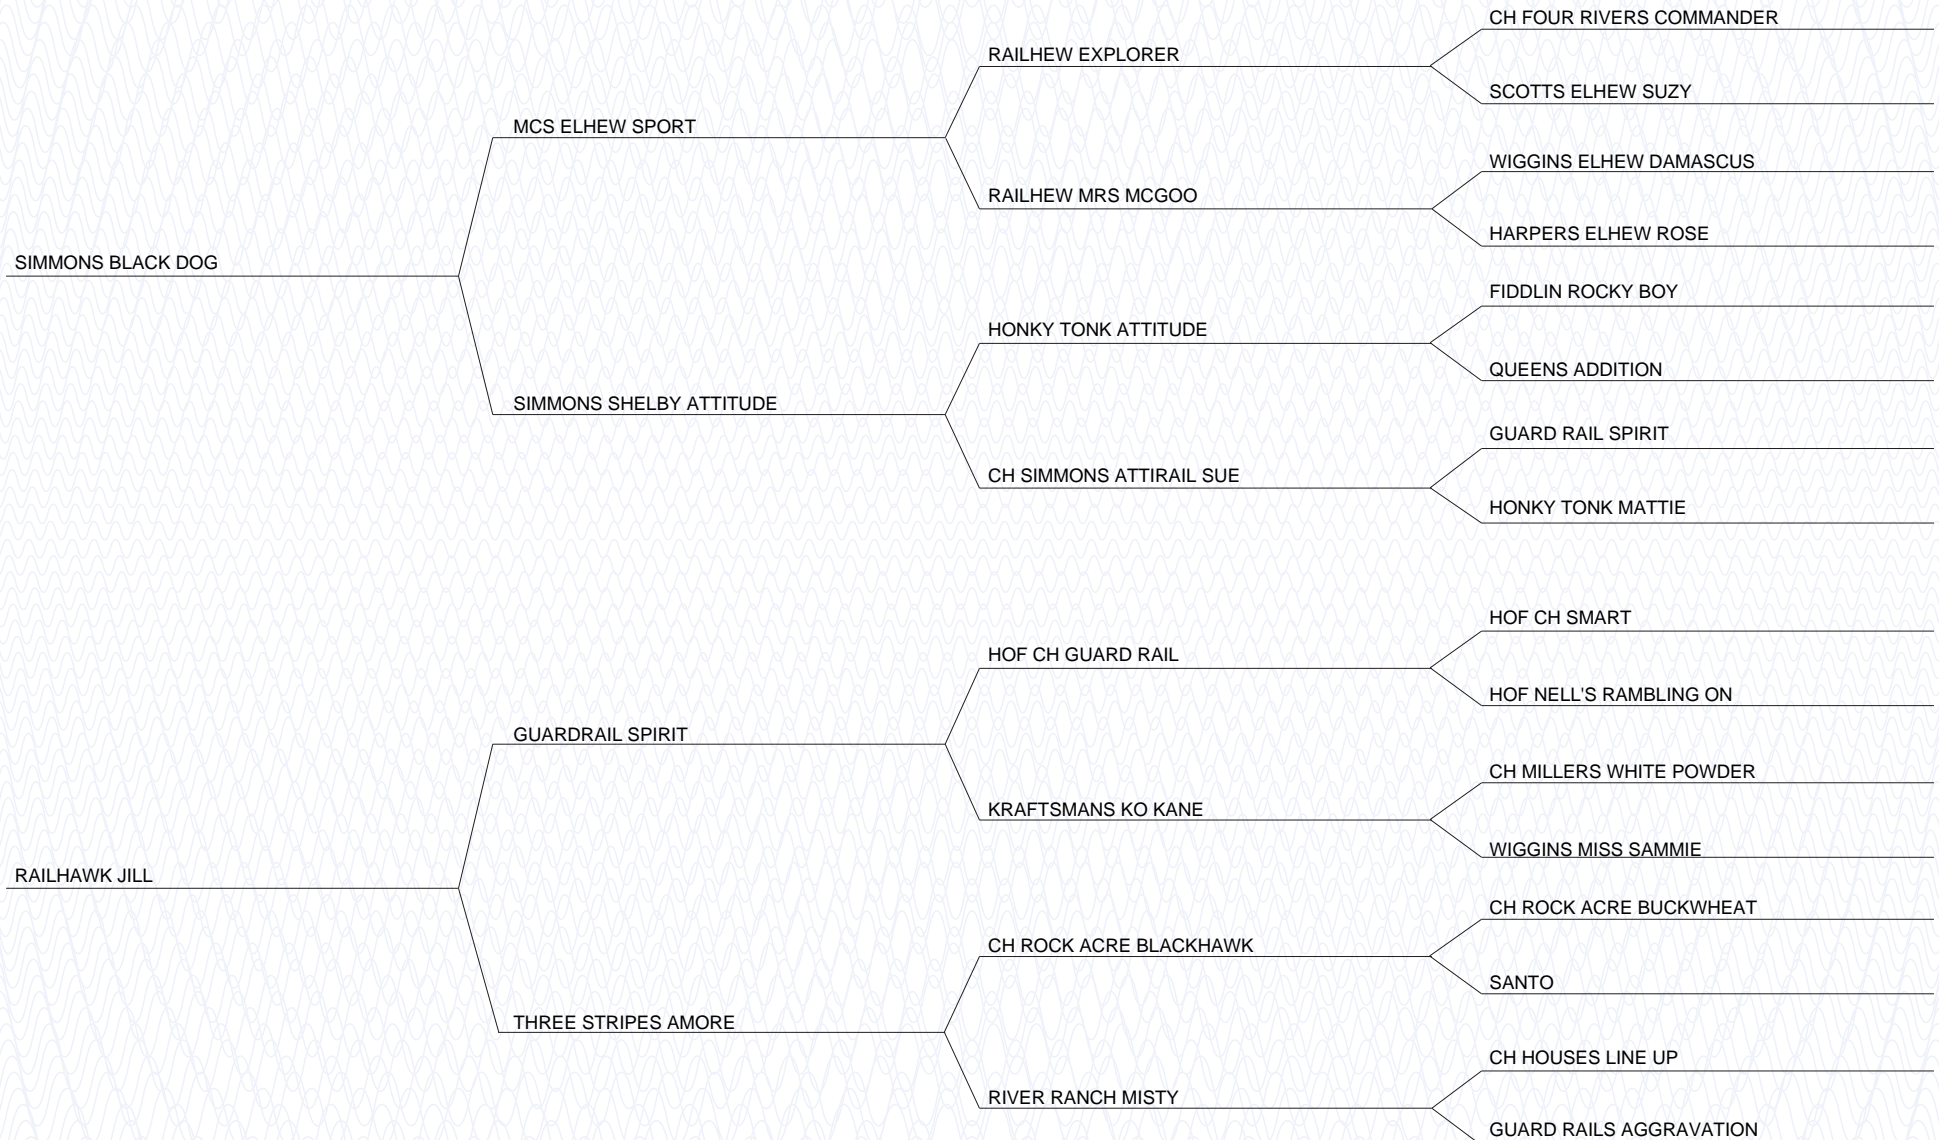 CH FOUR RIVERS COMMANDER
RAILHEW EXPLORER
SCOTTS ELHEW SUZY
MCS ELHEW SPORT
WIGGINS ELHEW DAMASCUS
RAILHEW MRS MCGOO
HARPERS ELHEW ROSE
SIMMONS BLACK DOG
FIDDLIN ROCKY BOY
HONKY TONK ATTITUDE
QUEENS ADDITION
SIMMONS SHELBY ATTITUDE
GUARD RAIL SPIRIT
CH SIMMONS ATTIRAIL SUE
HONKY TONK MATTIE
HOF CH SMART
HOF CH GUARD RAIL
HOF NELL'S RAMBLING ON
GUARDRAIL SPIRIT
CH MILLERS WHITE POWDER
KRAFTSMANS KO KANE
WIGGINS MISS SAMMIE
RAILHAWK JILL
CH ROCK ACRE BUCKWHEAT
CH ROCK ACRE BLACKHAWK
SANTO
THREE STRIPES AMORE
CH HOUSES LINE UP
RIVER RANCH MISTY
GUARD RAILS AGGRAVATION